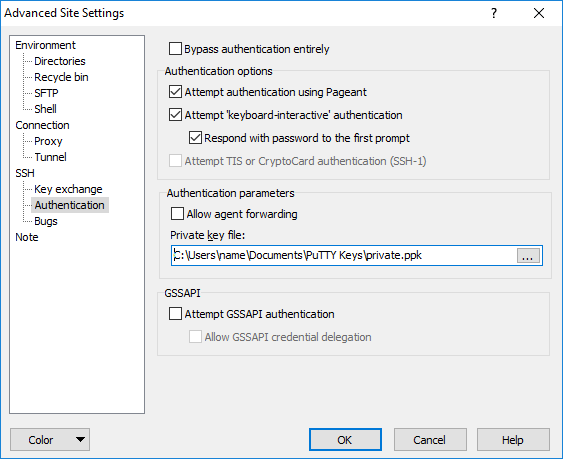 Advanced Site Settings
Environment
Directories
Recycle bin
SFTP
Shell
Connection
Proxy
Tunnel
SSH
Key exchange
Authentication
Bugs
Note
Bypass authentication entirely
Authentication options
Attempt authentication using Pageant
Attempt 'keyboard-interactive' authentication
Respond with password to the first prompt
Attempt TIS or CryptoCard authentication (SSH-1)
Authentication parameters
Allow agent forwarding
Private key file:
C:\Users\name\Documents\PuTTY Keys\private.ppk
...
GSSAPI
Attempt GSSAPI authentication
Allow GSSAPI credential delegation
Color
OK
Cancel
Help